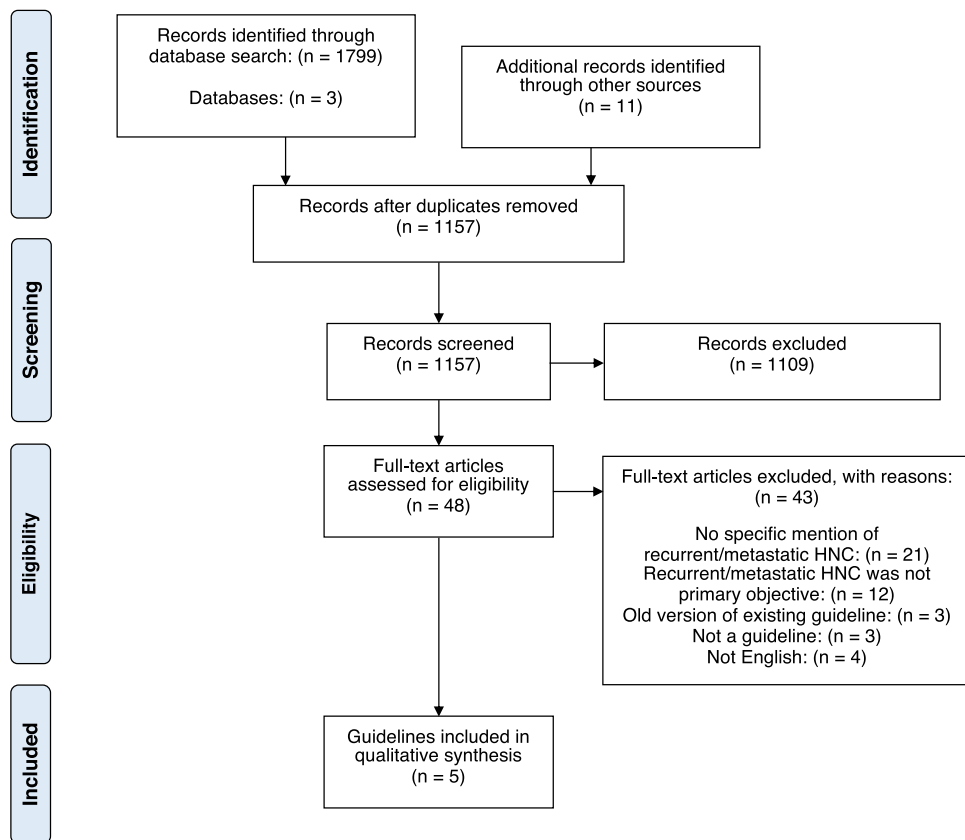 Identification
Records identified through
database search: (n = 1799)
Databases: (n = 3)
Additional records identified
through other sources
(n = 11)
Records after duplicates removed
(n = 1157)
Screening
Records screened
(n = 1157)
Records excluded
(n = 1109)
Eligibility
Full-text articles
assessed for eligibility
(n = 48)
Full-text articles excluded, with reasons:
(n = 43)
No specific mention of
recurrent/metastatic HNC: (n = 21)
Recurrent/metastatic HNC was not
primary objective: (n = 12)
Old version of existing guideline: (n = 3)
Not a guideline: (n = 3)
Not English: (n = 4)
Included
Guidelines included in
qualitative synthesis
(n = 5)